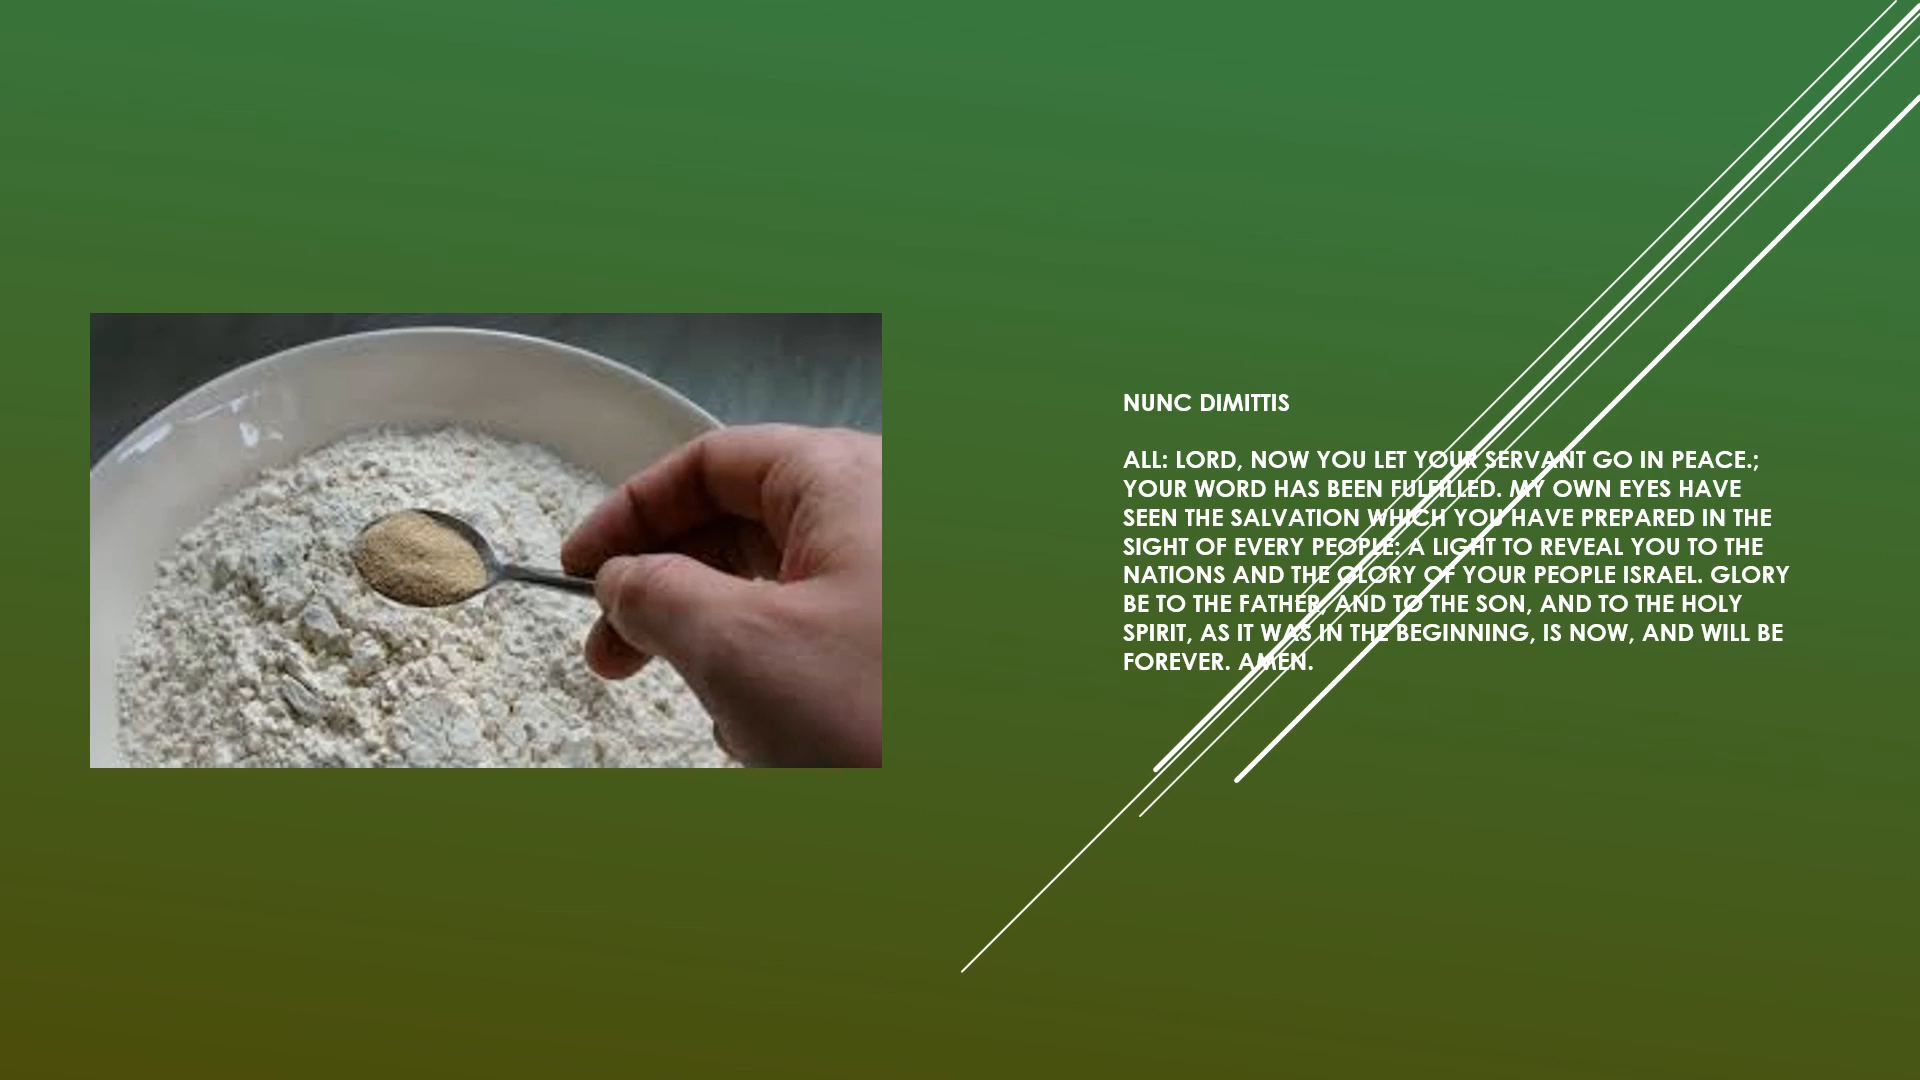 NUNC DIMITTIS
ALL: LORD, NOW YOU LET YOUR SERVANT GO IN PEACE.;
YOUR WORD HAS BEEN FULFILLED. MY OWN EYES HAVE
SEEN THE SALVATION WHICH YOU HAVE PREPARED IN THE
SIGHT OF EVERY PEOPLE: A LIGHT TO REVEAL YOU TO THE
NATIONS AND THE GLORY OF YOUR PEOPLE ISRAEL. GLORY
BE TO THE FATHER, AND TO THE SON, AND TO THE HOLY
SPIRIT, AS IT WAS IN THE BEGINNING, IS NOW, AND WILL BE
FOREVER. AMEN.